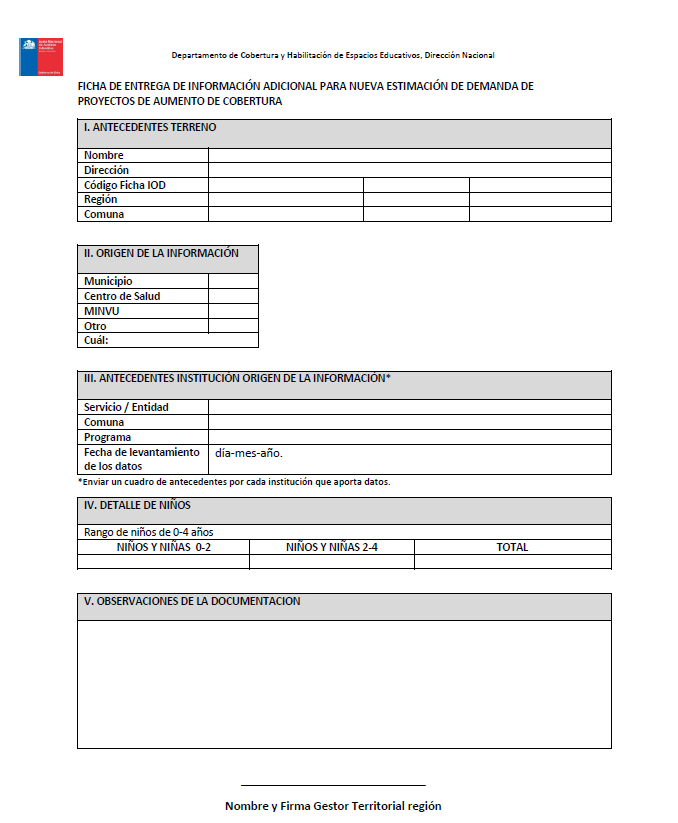 Departamento de Cobertura y Habilitación de Espacios Educativos, Dirección Nacional
FICHA DE ENTREGA DE INFORMACIÓN ADICIONAL PARA NUEVA ESTIMACIÓN DE DEMANDA DE
PROYECTOS DE AUMENTO DE COBERTURA
I. ANTECEDENTES TERRENO
Nombre
Dirección
Código Ficha IOD
Región
Comuna
II. ORIGEN DE LA INFORMACIÓN
Municipio
Centro de Salud
MINVU
Otro
Cuál:
III. ANTECEDENTES INSTITUCIÓN ORIGEN DE LA INFORMACIÓN*
Servicio / Entidad
Comuna
Programa
Fecha de levantamiento día-mes-año.
de los datos
*Enviar un cuadro de antecedentes por cada institución que aporta datos.
IV. DETALLE DE NIÑOS
Rango de niños de 0-4 años
NIÑOS Y NIÑAS 0-2 NIÑOS Y NIÑAS 2-4 TOTAL
V. OBSERVACIONES DE LA DOCUMENTACION
Nombre y Firma Gestor Territorial región